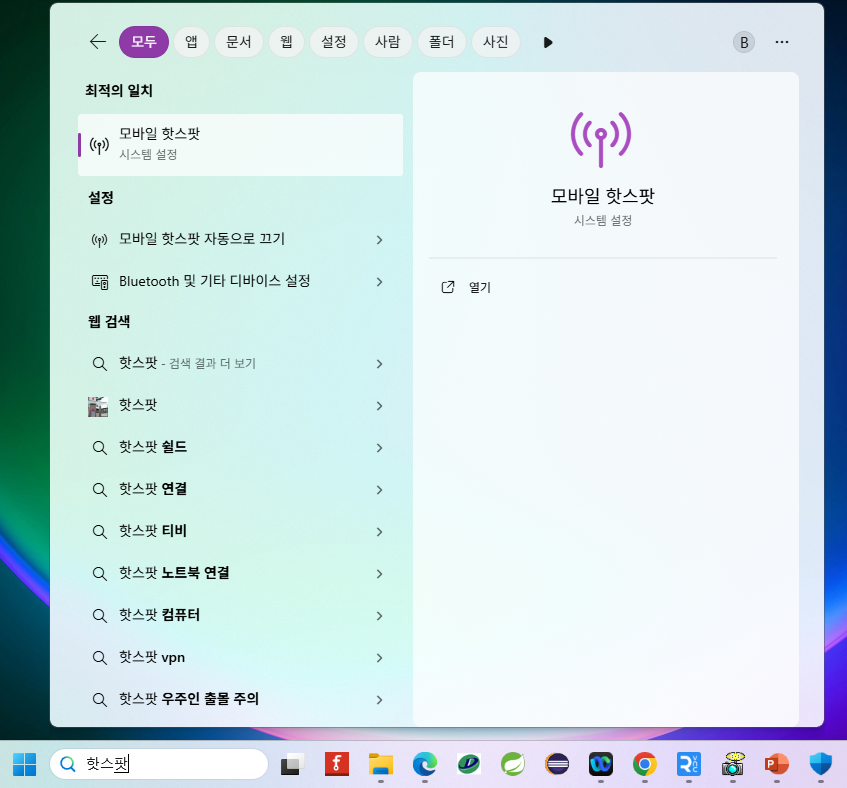 모두 앱 문서 웹 설정 사람 폴더 사진 B
최적의 일치
모바일 핫스팟
시스템 설정
설정
모바일 핫스팟 자동으로 끄기
Bluetooth 및 기타 디바이스 설정
웹 검색
핫스팟 - 검색 결과 더 보기
핫스팟
핫스팟 쉴드
핫스팟 연결
핫스팟 티비
핫스팟 노트북 연결
핫스팟 컴퓨터
핫스팟 vpn
핫스팟 우주인 출몰 주의
모바일 핫스팟
시스템 설정
열기
핫스팟